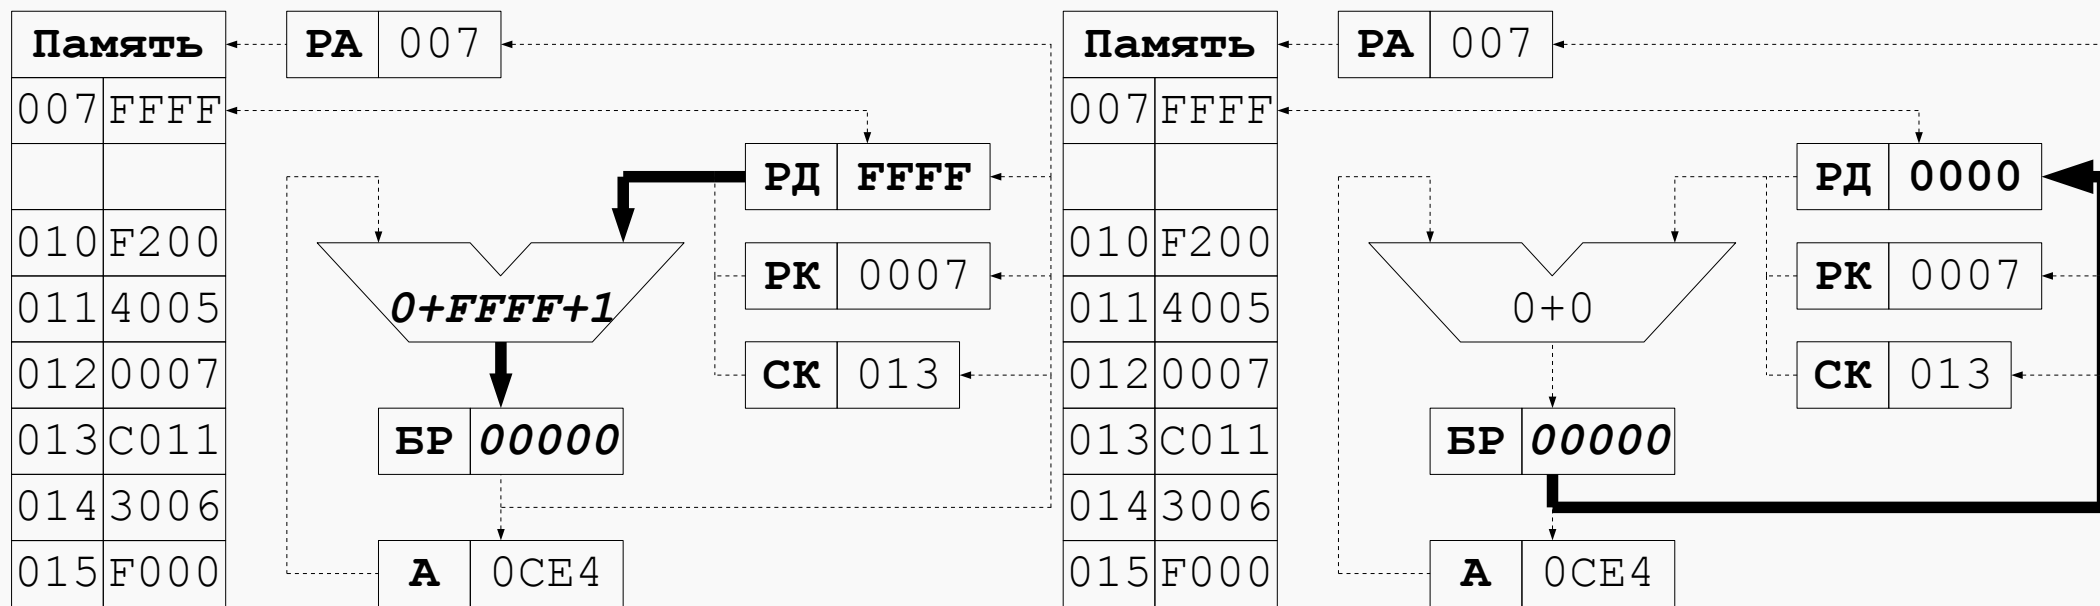 Память РА 007
007 FFFF
РД FFFF
010 F200
РК 0007
011 4005
0+FFFF+1
012 0007
СК 013
013 C011
БР 00000
014 3006
015 F000
А 0CE4
Память РА 007
007 FFFF
РД 0000
010 F200
РК 0007
011 4005
0+0
012 0007
СК 013
013 C011
БР 00000
014 3006
015 F000
А 0CE4